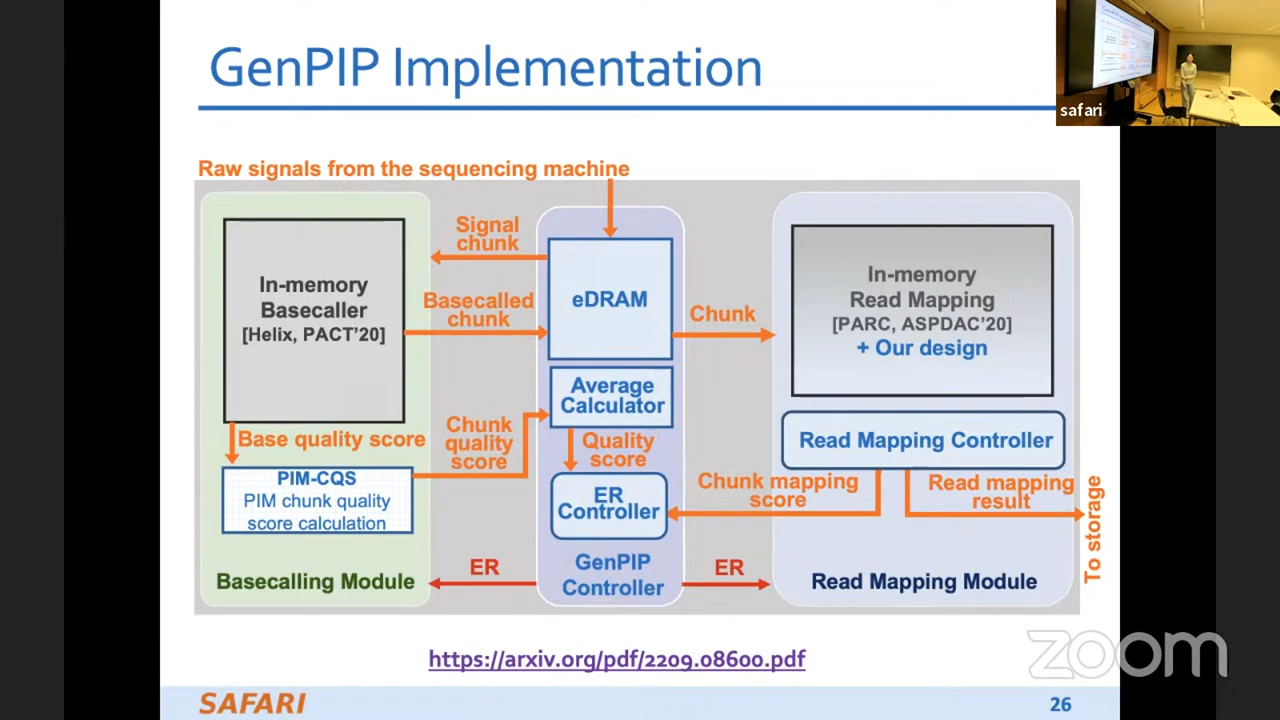 GenPIP Implementation
safari
Raw signals from the sequencing machine
Signal
chunk
In-memory
Basecaller
[Helix, PACT'20]
Basecalled
chunk
eDRAM
Chunk
In-memory
Read Mapping
[PARC, ASPDAC'20]
+ Our design
Average
Calculator
Base quality score
Chunk
quality
score
Quality
score
Read Mapping Controller
PIM-CQS
PIM chunk quality
score calculation
ER
Controller
Chunk mapping
score
Read mapping
result
To storage
ER
GenPIP
Controller
ER
Basecalling Module
Read Mapping Module
https://arxiv.org/pdf/2209.08600.pdf
zoom
SAFARI
26